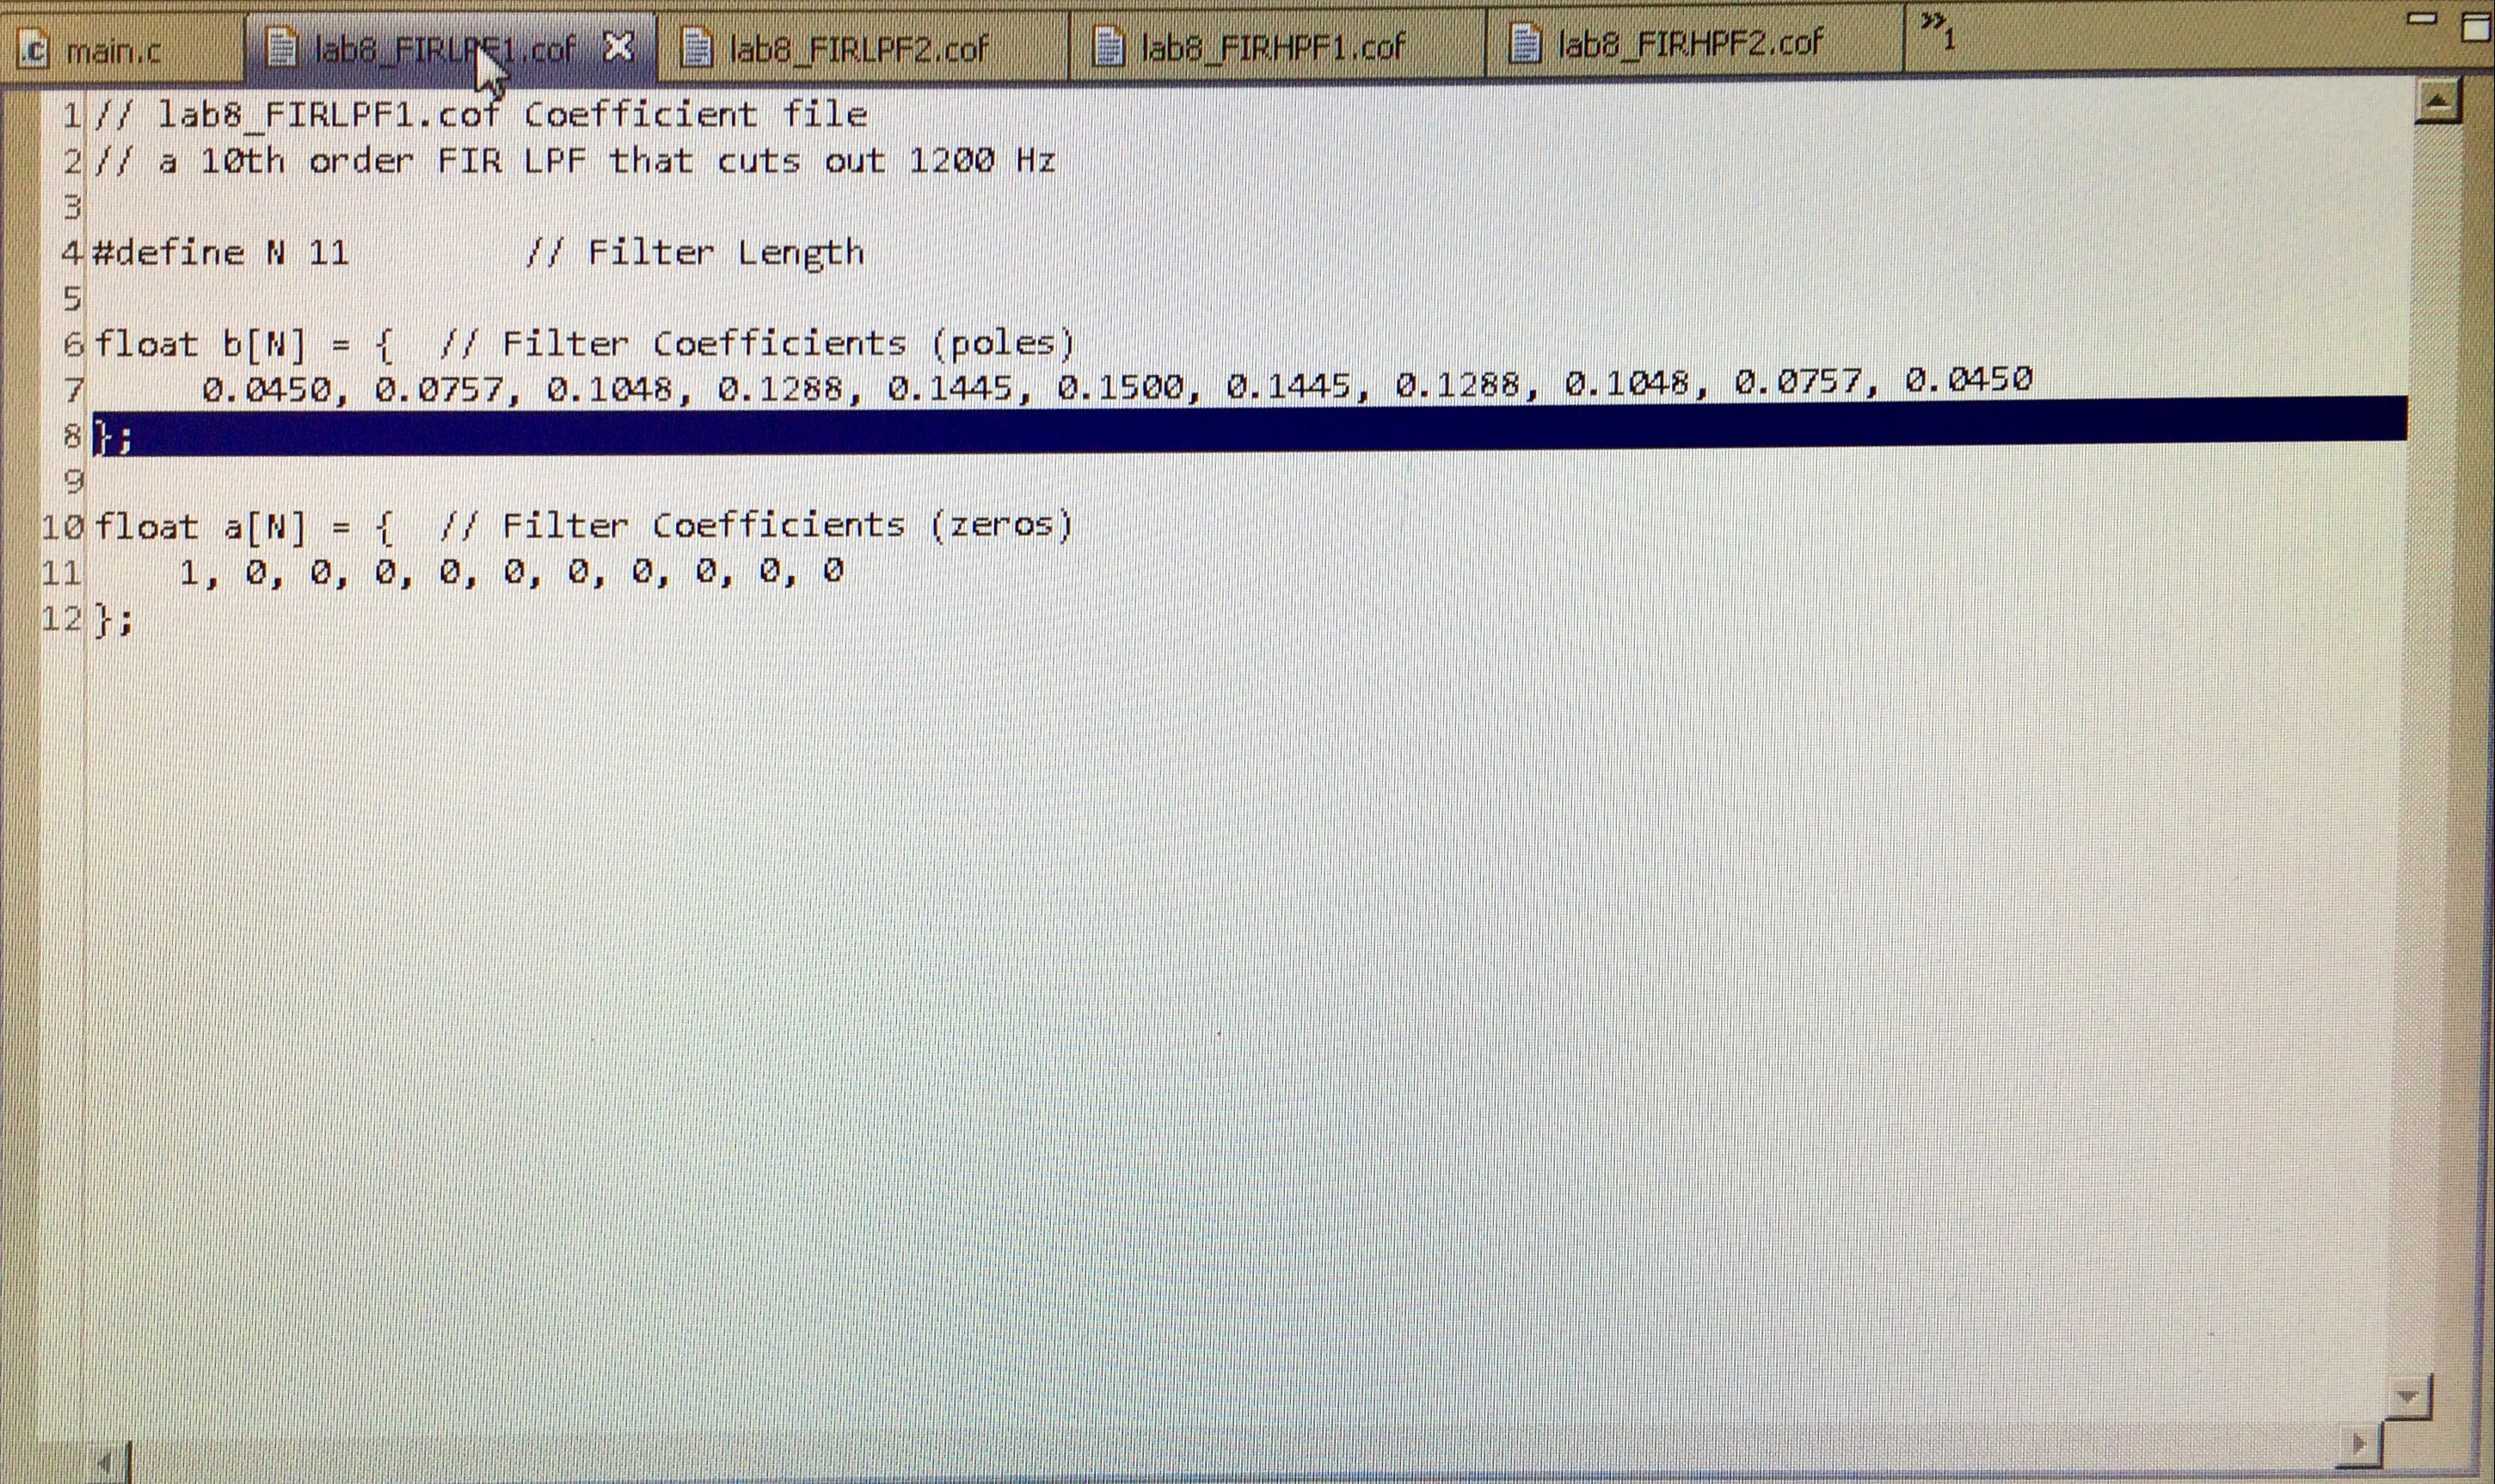 main.c lab8_FIRLPF1.cof lab8_FIRLPF2.cof lab8_FIRHPF1.cof lab8_FIRHPF2.cof »1
1 // lab8_FIRLPF1.cof Coefficient file
2 // a 10th order FIR LPF that cuts out 1200 Hz
3
4 #define N 11 // Filter Length
5
6 float b[N] = { // Filter Coefficients (poles)
7 0.0450, 0.0757, 0.1048, 0.1288, 0.1445, 0.1500, 0.1445, 0.1288, 0.1048, 0.0757, 0.0450
8 };
9
10 float a[N] = { // Filter Coefficients (zeros)
11 1, 0, 0, 0, 0, 0, 0, 0, 0, 0, 0
12 };